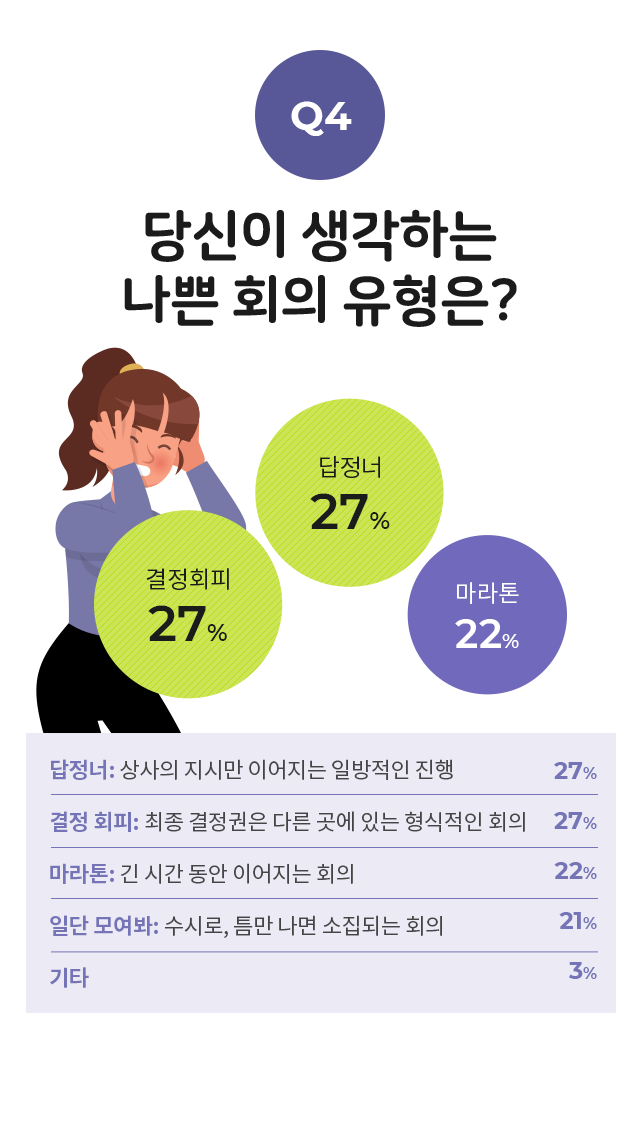 Q4
당신이 생각하는
나쁜 회의 유형은?
답정너
27%
결정회피
27%
마라톤
22%
답정너: 상사의 지시만 이어지는 일방적인 진행 27%
결정 회피: 최종 결정권은 다른 곳에 있는 형식적인 회의 27%
마라톤: 긴 시간 동안 이어지는 회의 22%
일단 모여봐: 수시로, 틈만 나면 소집되는 회의 21%
기타 3%